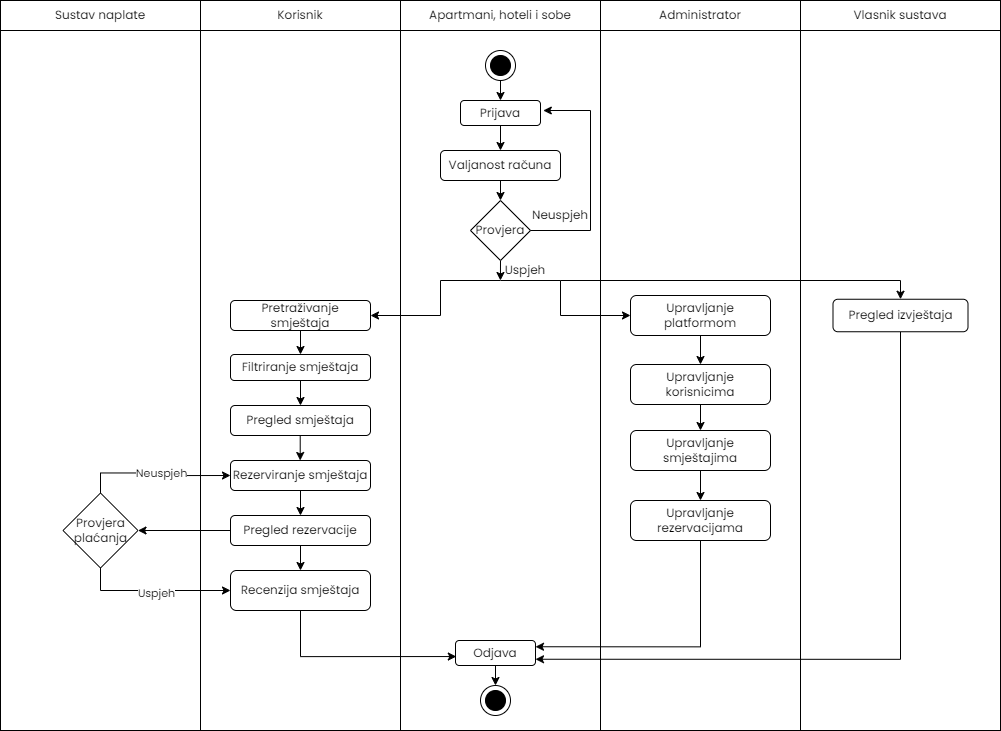 Sustav naplate
Korisnik
Apartmani, hoteli i sobe
Administrator
Vlasnik sustava
Prijava
Valjanost računa
Neuspjeh
Provjera
Uspjeh
Pretraživanje
smještaja
Upravljanje
platformom
Pregled izvještaja
Filtriranje smještaja
Upravljanje
korisnicima
Pregled smještaja
Upravljanje
smještajima
Neuspjeh
Rezerviranje smještaja
Provjera
plaćanja
Pregled rezervacije
Upravljanje
rezervacijama
Uspjeh
Recenzija smještaja
Odjava